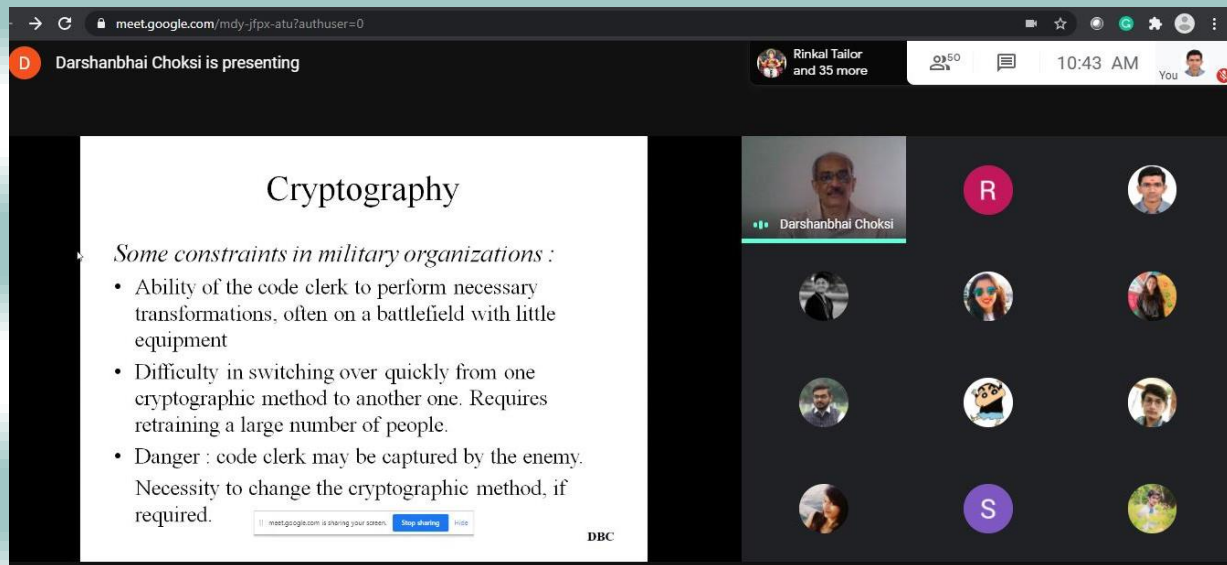 meet.google.com/mdy-jfpx-atu?authuser=0
D
Darshanbhai Choksi is presenting
Rinkal Tailor
and 35 more
50
10:43 AM
You
Cryptography
Some constraints in military organizations :
• Ability of the code clerk to perform necessary
transformations, often on a battlefield with little
equipment
• Difficulty in switching over quickly from one
cryptographic method to another one. Requires
retraining a large number of people.
• Danger : code clerk may be captured by the enemy.
Necessity to change the cryptographic method, if
required.
meet.google.com is sharing your screen.
Stop sharing
Hide
DBC
Darshanbhai Choksi
R
S